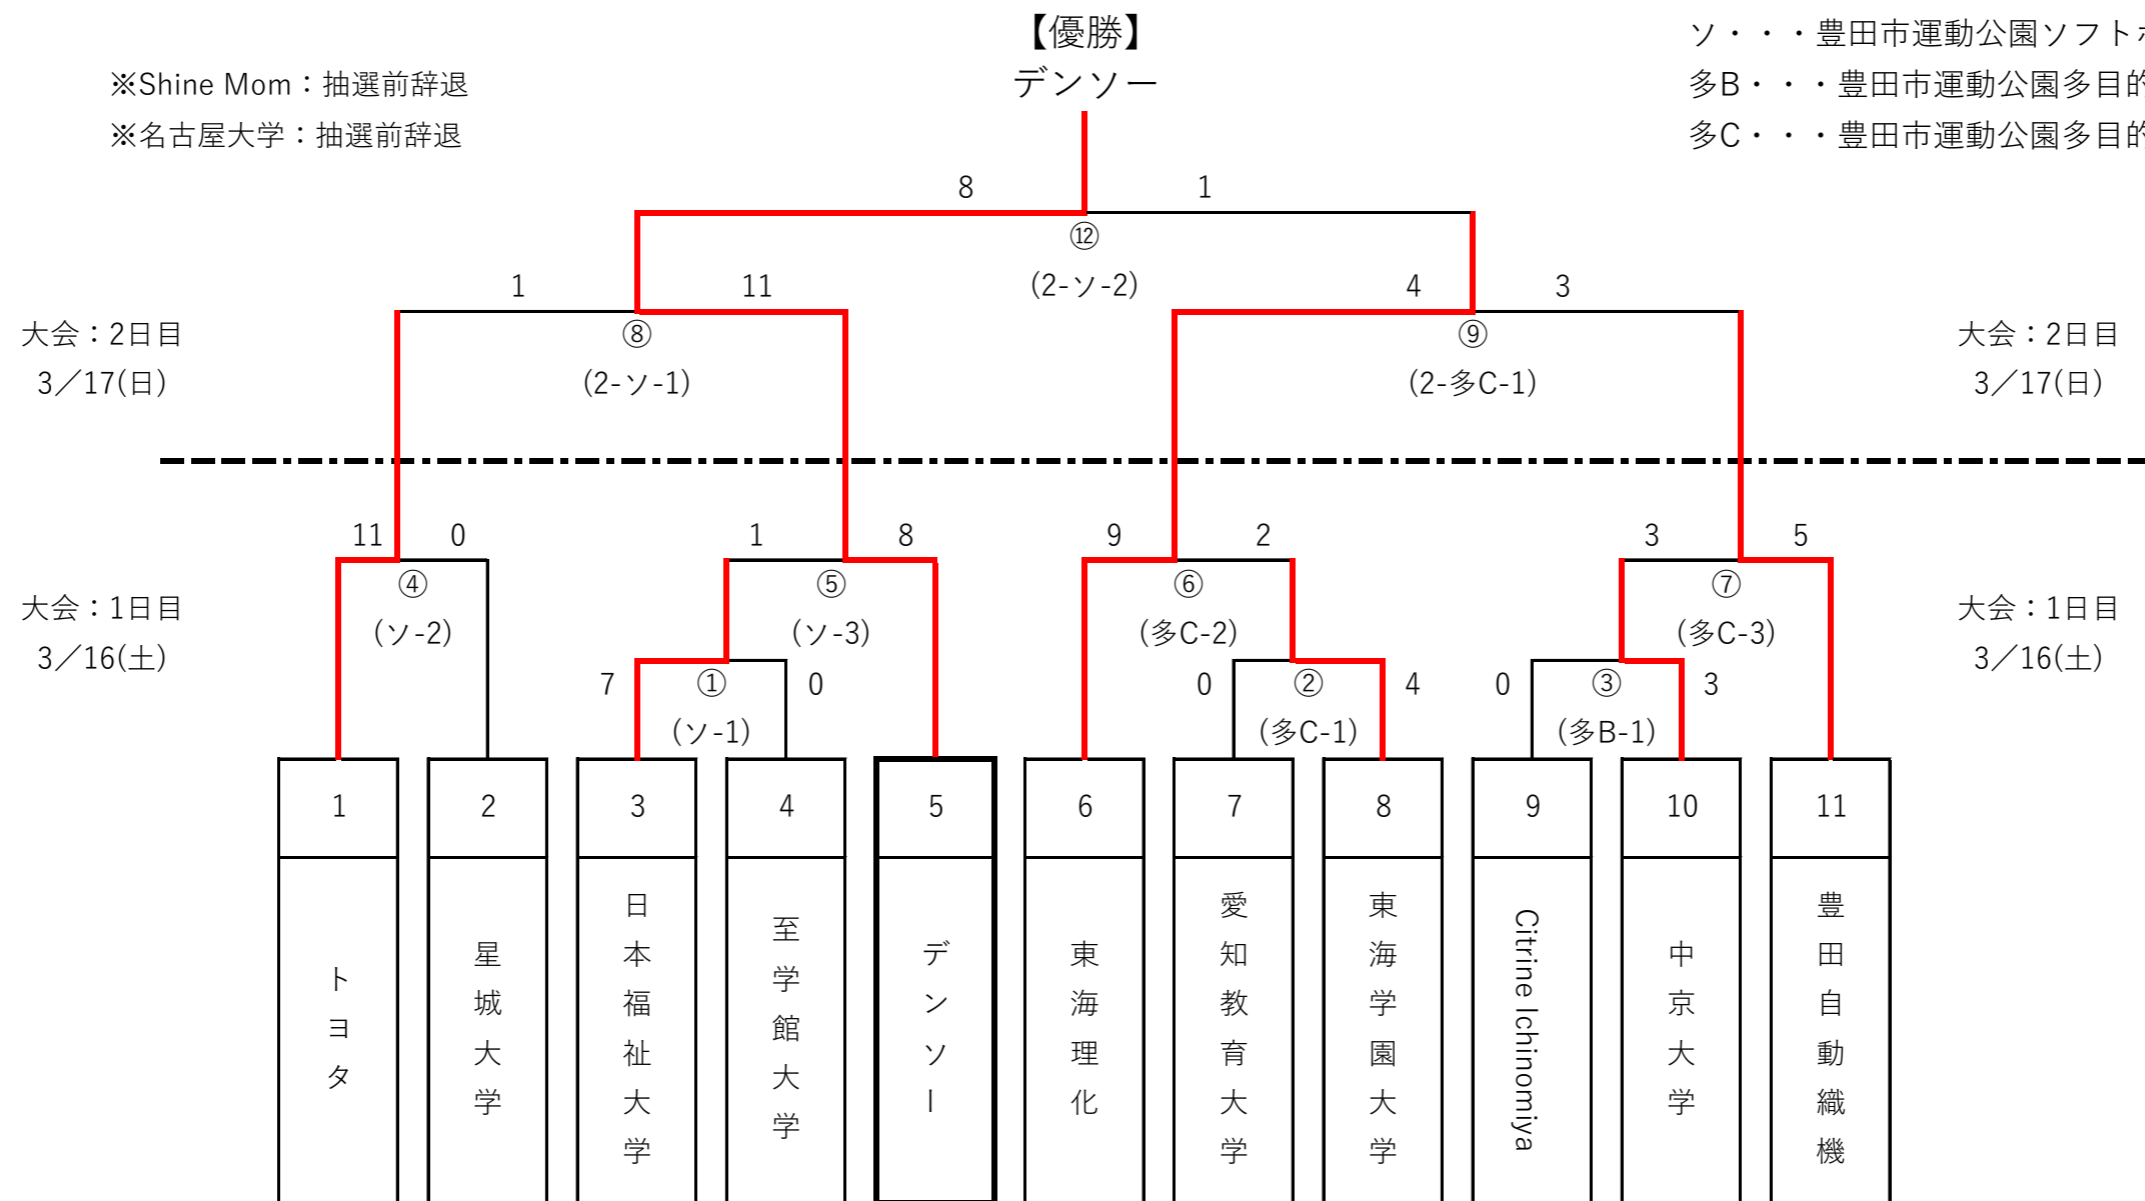 【優勝】
デンソー
※Shine Mom：抽選前辞退
※名古屋大学：抽選前辞退
ソ・・・豊田市運動公園ソフト
多B・・・豊田市運動公園多目的
多C・・・豊田市運動公園多目的
8 1
⑫
(2-ソ-2)
1 11 4 3
⑧ ⑨
(2-ソ-1) (2-多C-1)
大会：2日目
3／17(日)
大会：2日目
3／17(日)
11 0 1 8 9 2 3 5
④ ⑤ ⑥ ⑦
(ソ-2) (ソ-3) (多C-2) (多C-3)
大会：1日目
3／16(土)
大会：1日目
3／16(土)
7 ① 0 0 ② 4 0 ③ 3
(ソ-1) (多C-1) (多B-1)
1 2 3 4 5 6 7 8 9 10 11
トヨタ
星城大学
日本福祉大学
至学館大学
デンソー
東海理化
愛知教育大学
東海学園大学
Citrine Ichinomiya
中京大学
豊田自動織機